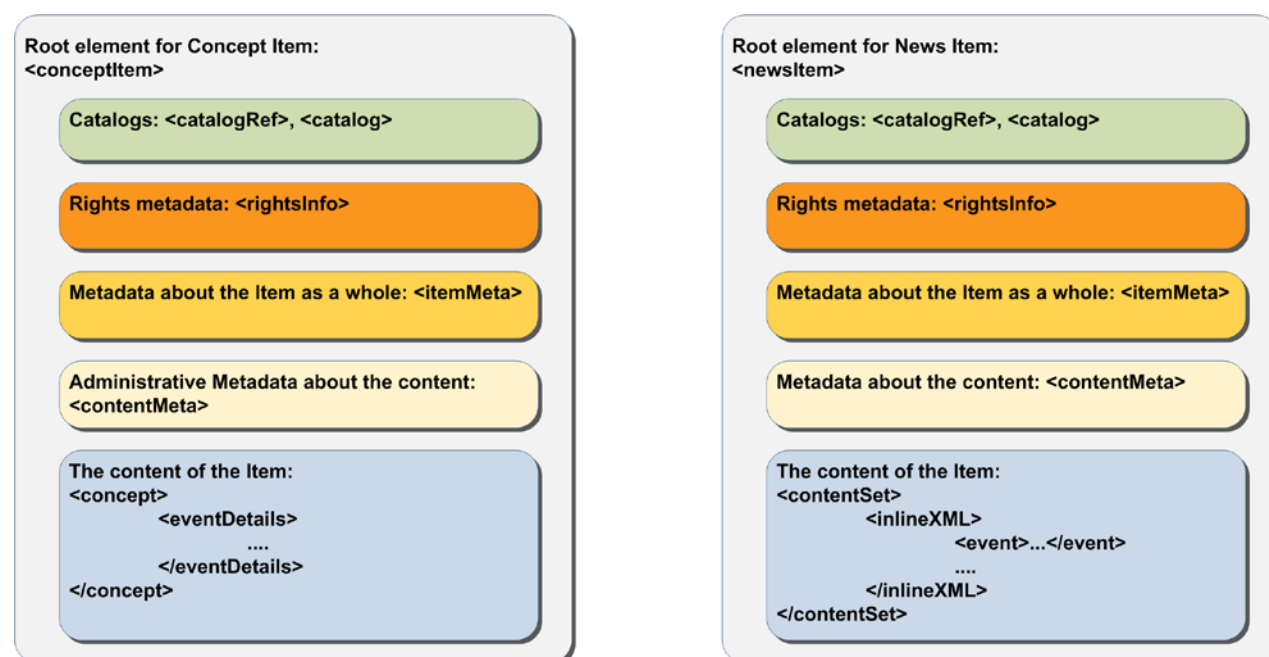 Root element for Concept Item:
<conceptItem>
Catalogs: <catalogRef>, <catalog>
Rights metadata: <rightsInfo>
Metadata about the Item as a whole: <itemMeta>
Administrative Metadata about the content:
<contentMeta>
The content of the Item:
<concept>
<eventDetails>
....
</eventDetails>
</concept>
Root element for News Item:
<newsItem>
Catalogs: <catalogRef>, <catalog>
Rights metadata: <rightsInfo>
Metadata about the Item as a whole: <itemMeta>
Metadata about the content: <contentMeta>
The content of the Item:
<contentSet>
<inlineXML>
<event>...</event>
....
</inlineXML>
</contentSet>